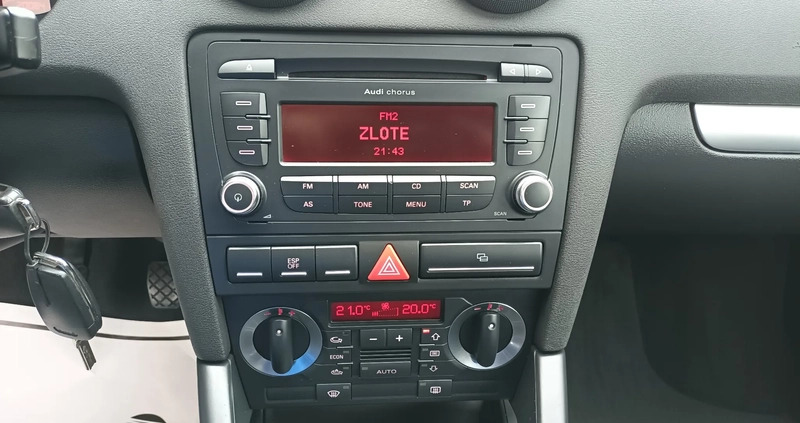 Audi chorus
FM2
ZLOTE
21:43
FM AM CD SCAN
AS TONE MENU TP
SCAN
ESP
OFF
21.0°C 20.0°C
- +
ECON
AUTO